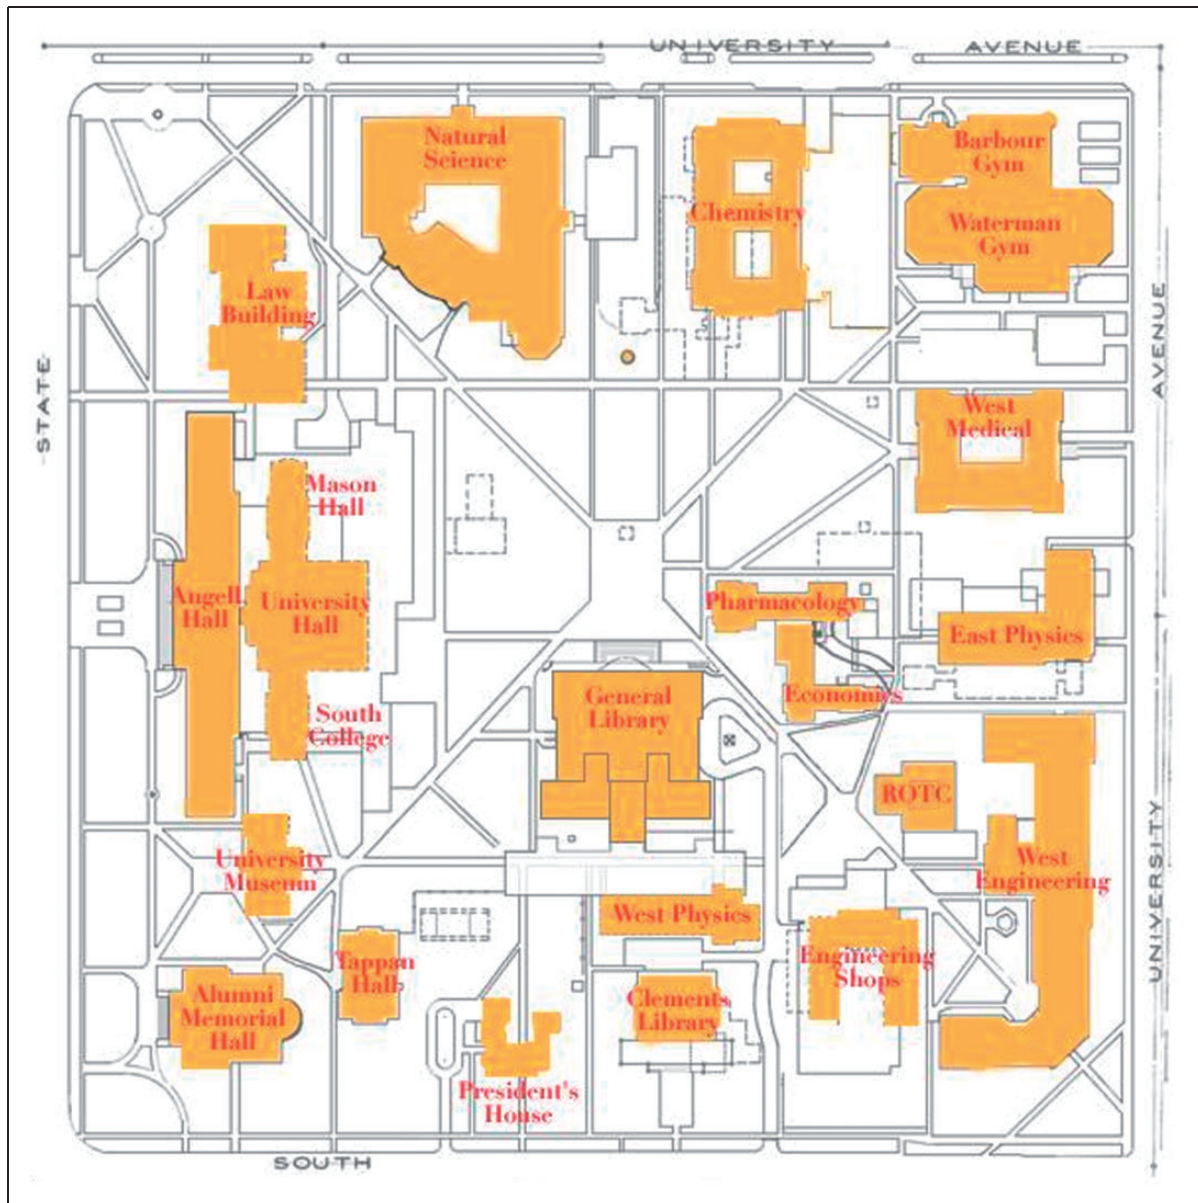 UNIVERSITY AVENUE
Natural
Science
Chemistry
Barbour
Gym
Waterman
Gym
Law
Building
STATE
AVENUE
West
Medical
Mason
Hall
Angell
Hall
University
Hall
Pharmacology
East Physics
Economics
General
Library
South
College
ROTC
University
Museum
West
Engineering
UNIVERSITY
West Physics
Engineering
Shops
Tappan
Hall
Alumni
Memorial
Hall
Clements
Library
President's
House
SOUTH